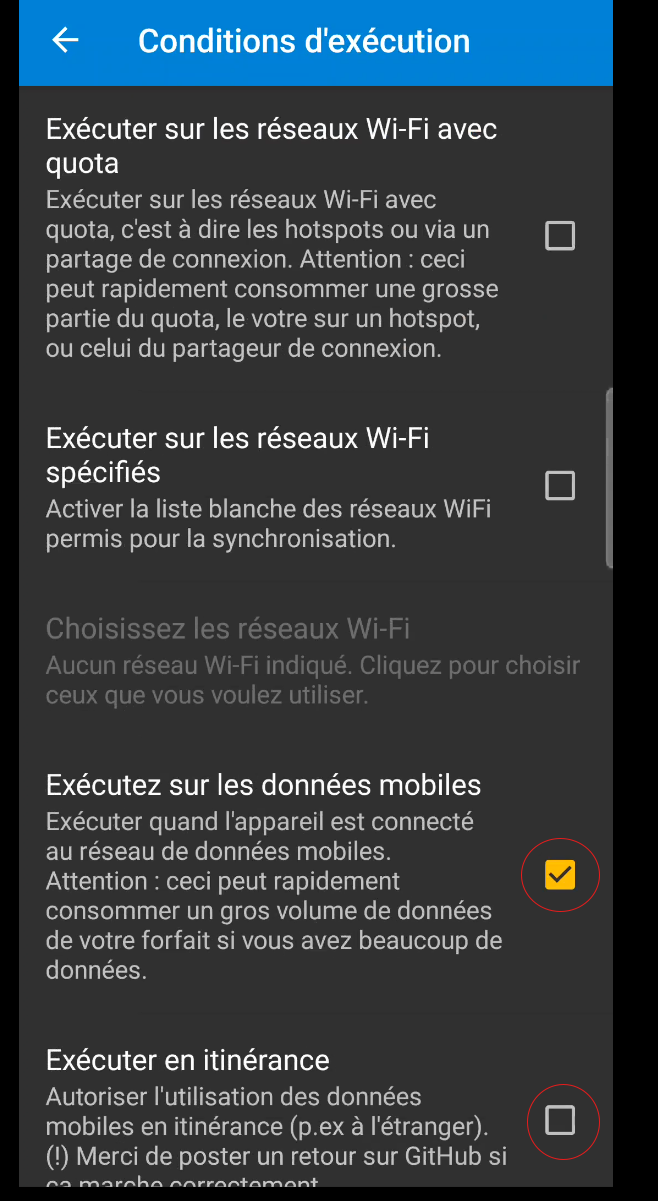 Conditions d'exécution
Exécuter sur les réseaux Wi-Fi avec
quota
Exécuter sur les réseaux Wi-Fi avec
quota, c'est à dire les hotspots ou via un
partage de connexion. Attention : ceci
peut rapidement consommer une grosse
partie du quota, le votre sur un hotspot,
ou celui du partageur de connexion.
Exécuter sur les réseaux Wi-Fi
spécifiés
Activer la liste blanche des réseaux WiFi
permis pour la synchronisation.
Choisissez les réseaux Wi-Fi
Aucun réseau Wi-Fi indiqué. Cliquez pour choisir
ceux que vous voulez utiliser.
Exécutez sur les données mobiles
Exécuter quand l'appareil est connecté
au réseau de données mobiles.
Attention : ceci peut rapidement
consommer un gros volume de données
de votre forfait si vous avez beaucoup de
données.
Exécuter en itinérance
Autoriser l'utilisation des données
mobiles en itinérance (p.ex à l'étranger).
(!) Merci de poster un retour sur GitHub si
ça marche correctement